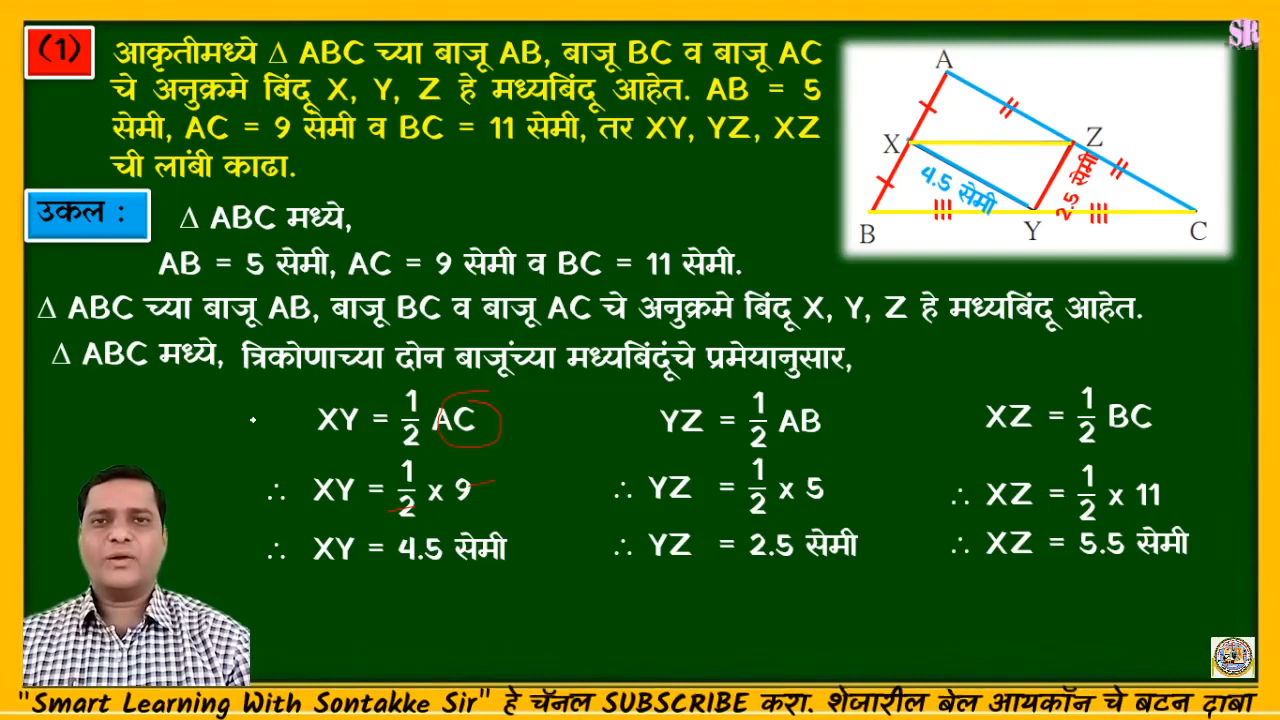 (1)
आकृतीमध्ये Δ ABC च्या बाजू AB, बाजू BC व बाजू AC
चे अनुक्रमे बिंदू X, Y, Z हे मध्यबिंदू आहेत. AB = 5
सेमी, AC = 9 सेमी व BC = 11 सेमी, तर XY, YZ, XZ
ची लांबी काढा.
SR
A
X
Z
B
Y
C
4.5 सेमी
2.5 सेमी
उकल :
Δ ABC मध्ये,
AB = 5 सेमी, AC = 9 सेमी व BC = 11 सेमी.
Δ ABC च्या बाजू AB, बाजू BC व बाजू AC चे अनुक्रमे बिंदू X, Y, Z हे मध्यबिंदू आहेत.
Δ ABC मध्ये, त्रिकोणाच्या दोन बाजूंच्या मध्यबिंदूंचे प्रमेयानुसार,
XY = 1/2 AC
YZ = 1/2 AB
XZ = 1/2 BC
∴ XY = 1/2 x 9
∴ YZ = 1/2 x 5
∴ XZ = 1/2 x 11
∴ XY = 4.5 सेमी
∴ YZ = 2.5 सेमी
∴ XZ = 5.5 सेमी
"Smart Learning With Sontakke Sir" हे चॅनल SUBSCRIBE करा. शेजारील बेल आयकॉन चे बटन दाबा